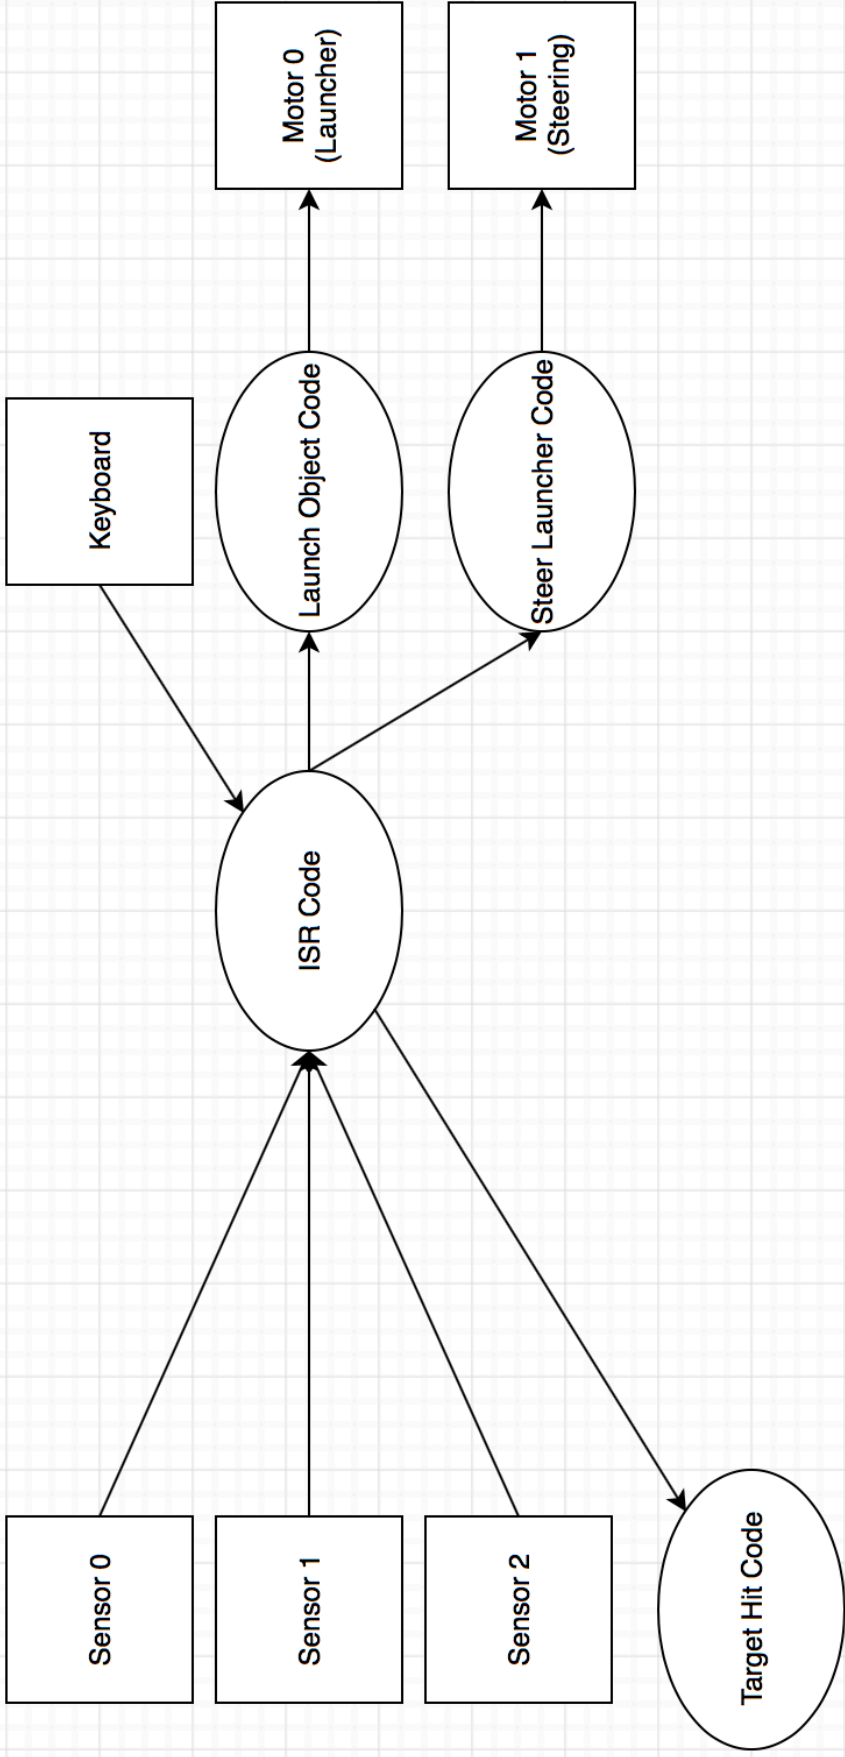 Sensor 0
Sensor 1
Sensor 2
Target Hit Code
ISR Code
Keyboard
Launch Object Code
Steer Launcher Code
Motor 0
(Launcher)
Motor 1
(Steering)